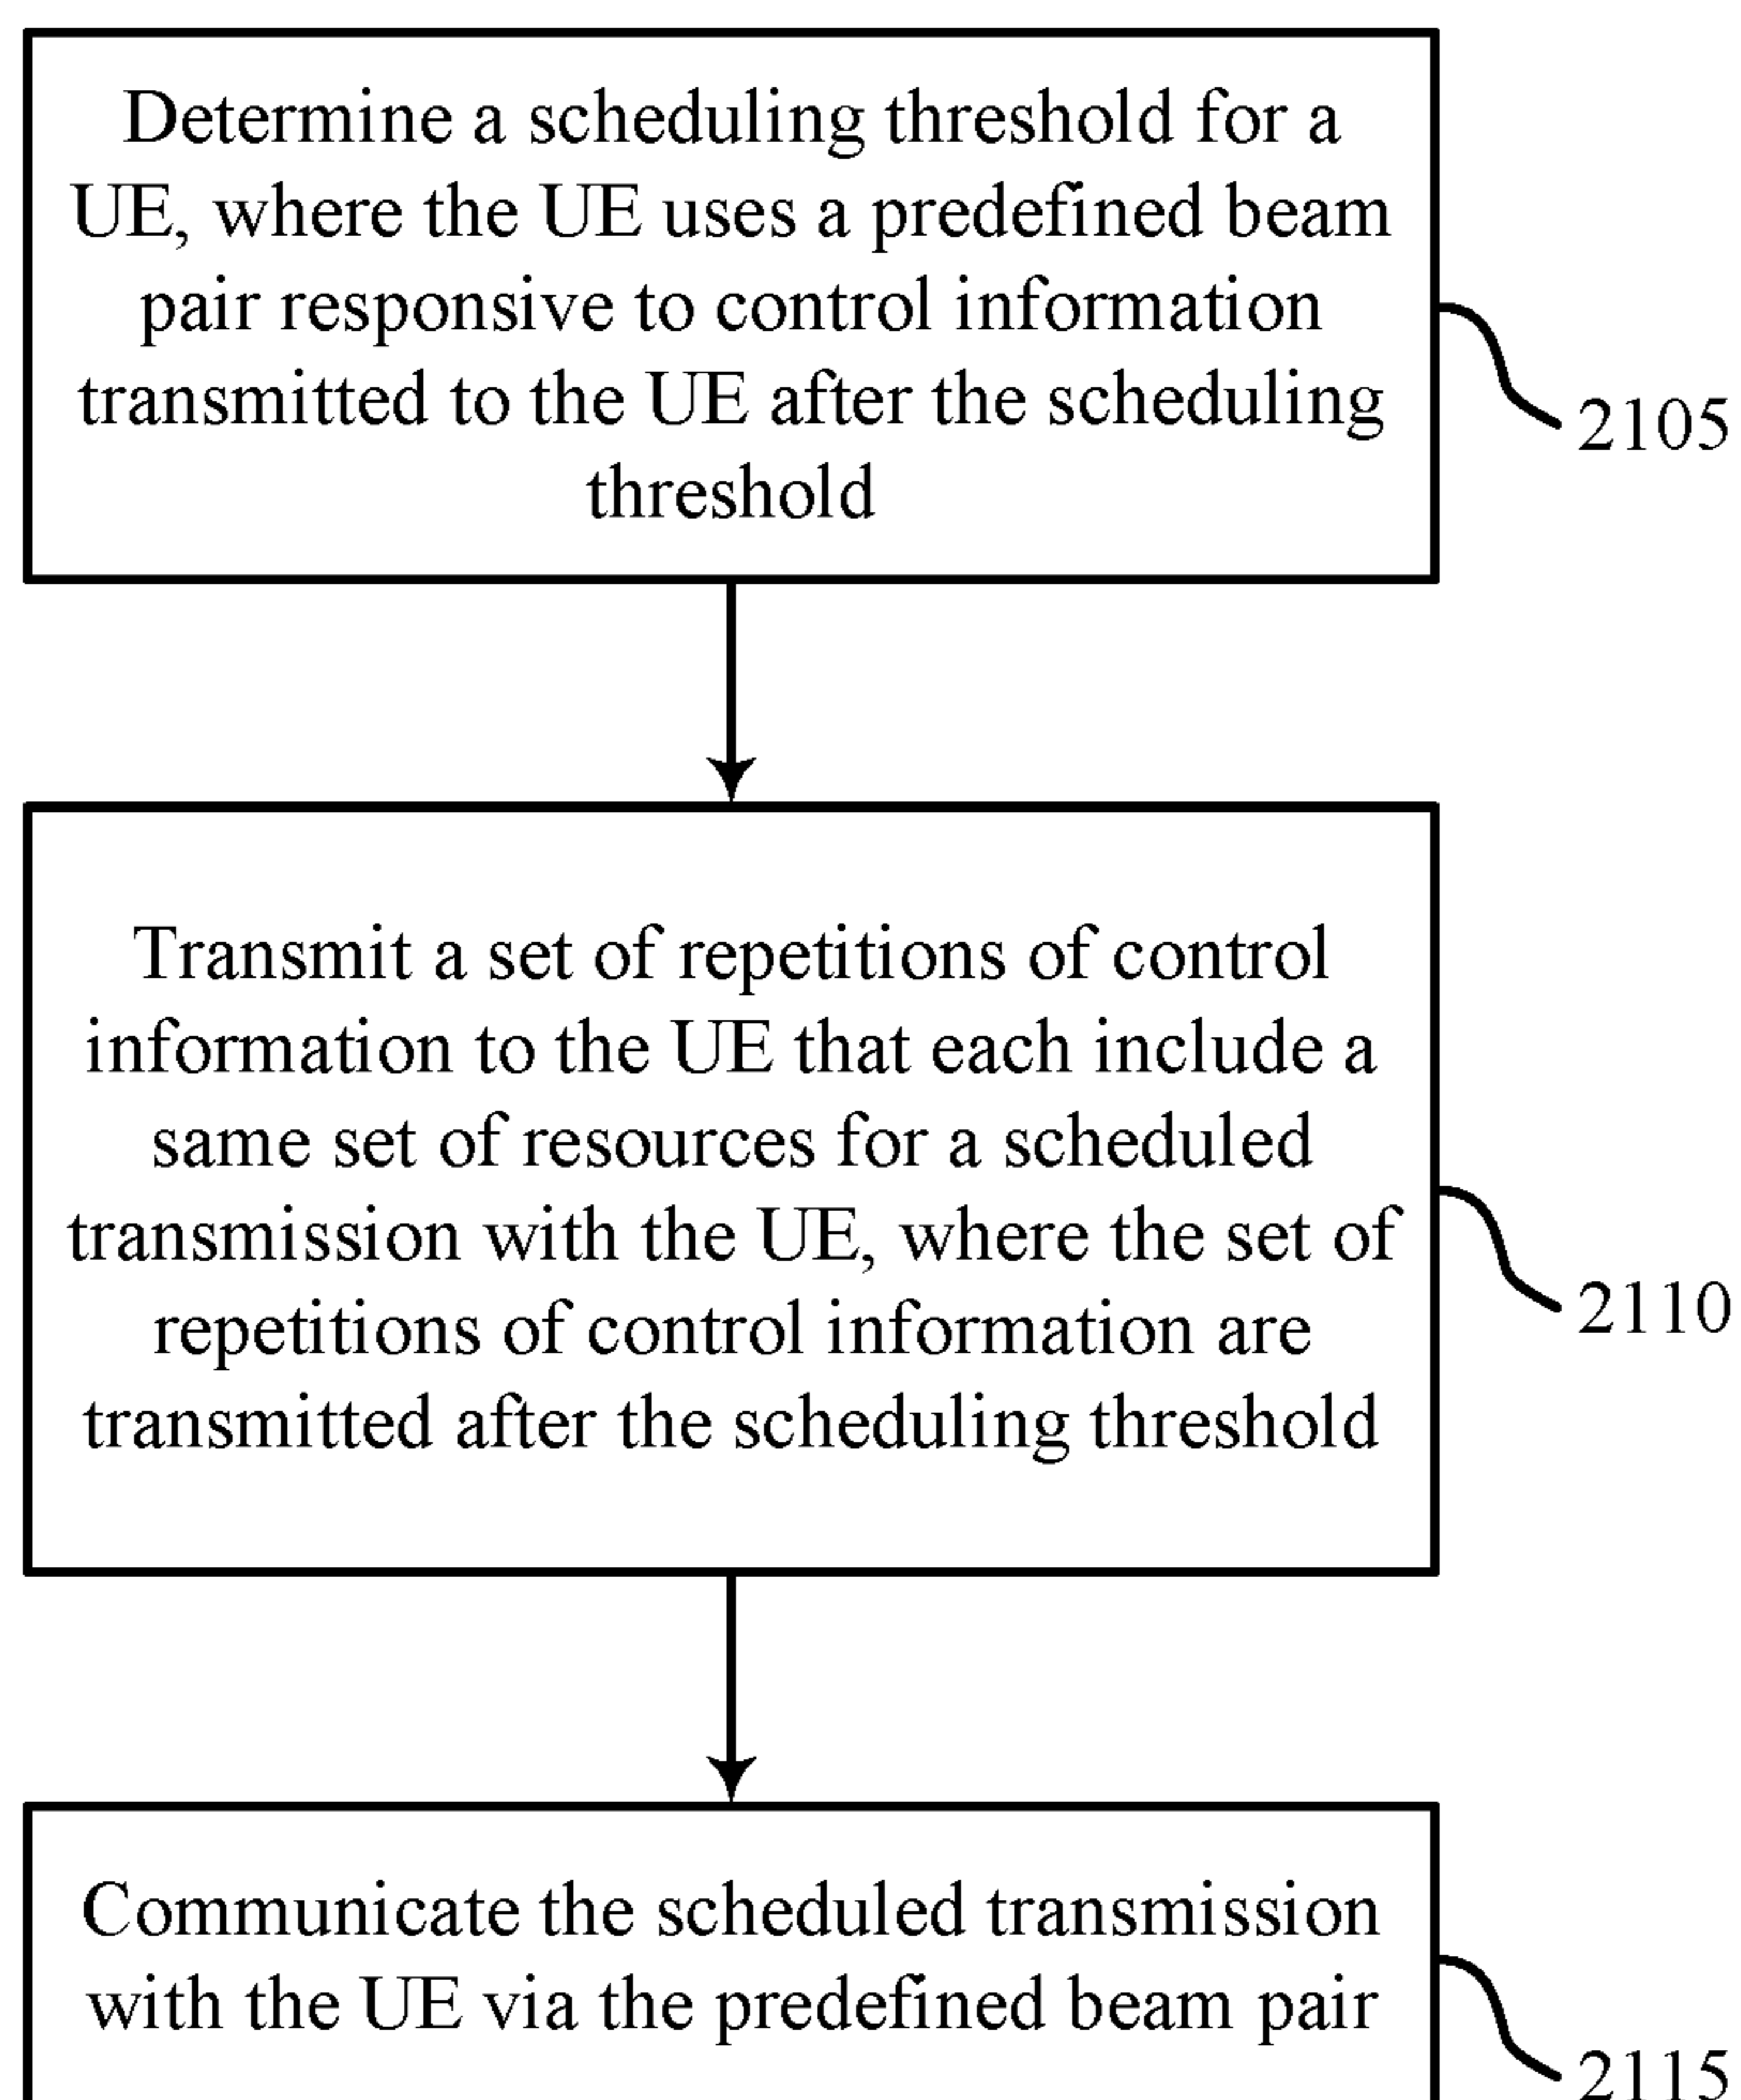 Determine a scheduling threshold for a
UE, where the UE uses a predefined beam
pair responsive to control information
transmitted to the UE after the scheduling
threshold
2105
Transmit a set of repetitions of control
information to the UE that each include a
same set of resources for a scheduled
transmission with the UE, where the set of
repetitions of control information are
transmitted after the scheduling threshold
2110
Communicate the scheduled transmission
with the UE via the predefined beam pair
2115